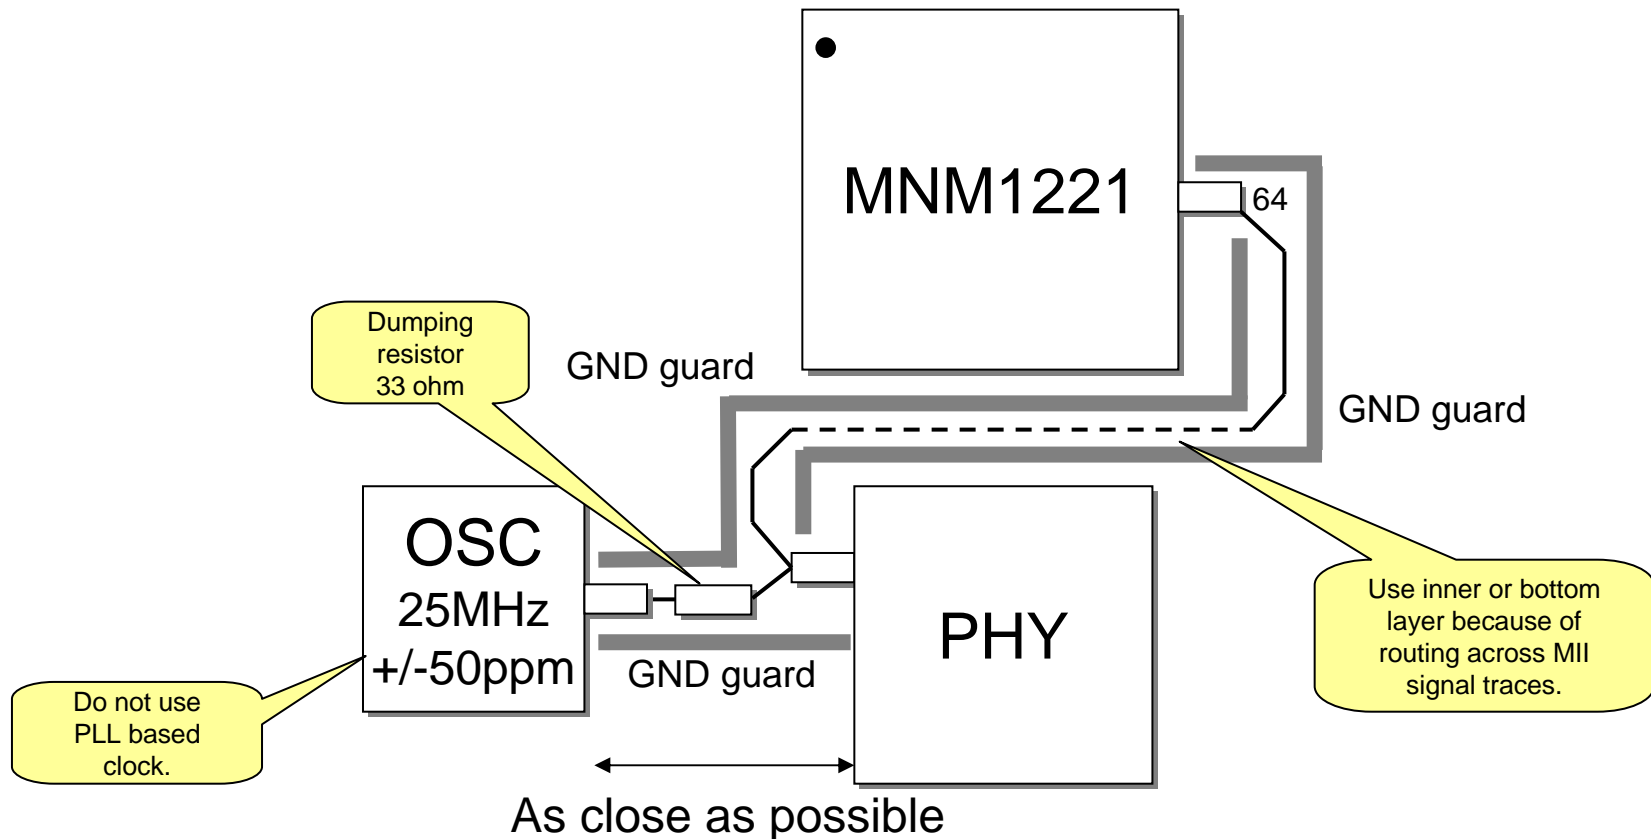 MNM1221
64
Dumping
resistor
33 ohm
GND guard
GND guard
OSC
25MHz
+/-50ppm
PHY
GND guard
Use inner or bottom
layer because of
routing across MII
signal traces.
Do not use
PLL based
clock.
As close as possible